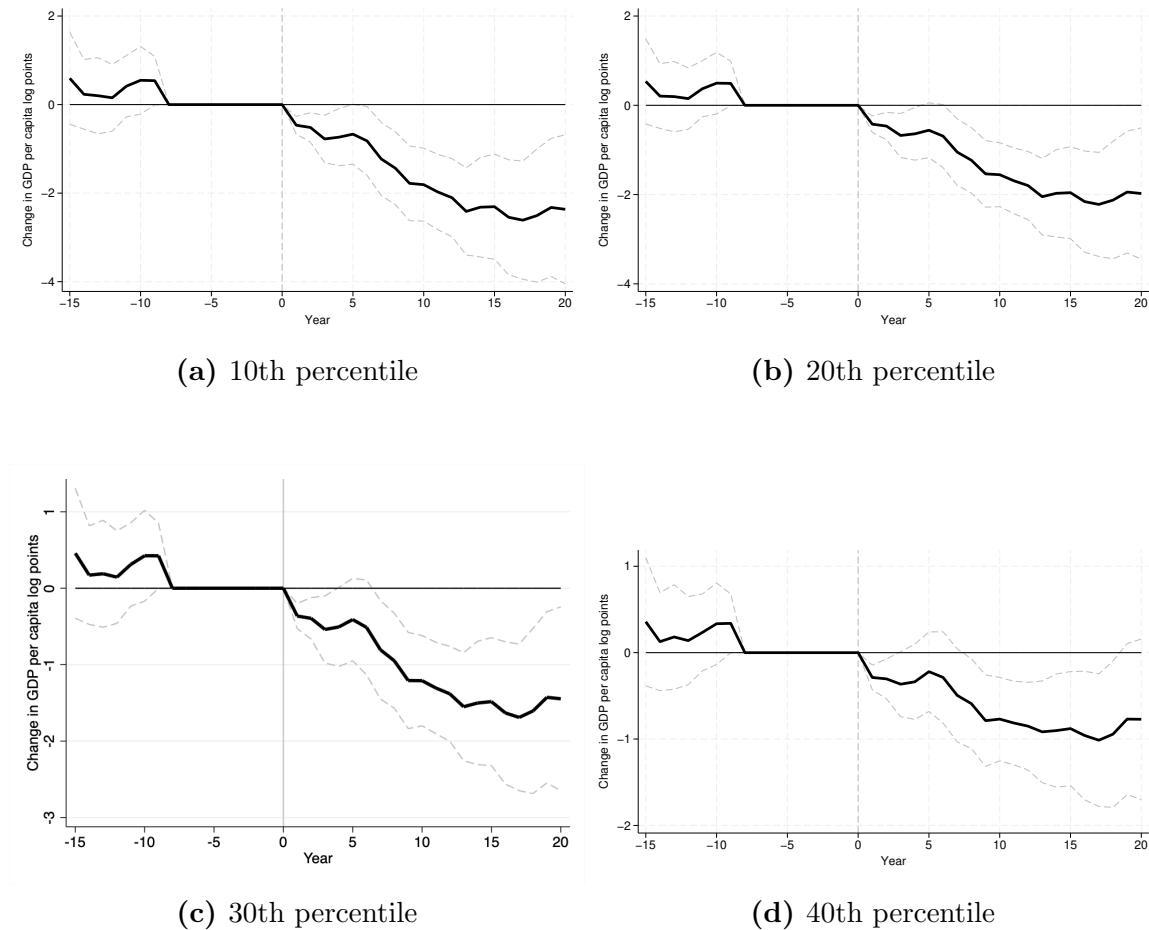 Change in GDP per capita log points
2
0
−2
−4
−15 −10 −5 0 5 10 15 20
Year
(a) 10th percentile
Change in GDP per capita log points
2
0
−2
−4
−15 −10 −5 0 5 10 15 20
Year
(b) 20th percentile
Change in GDP per capita log points
1
0
-1
-2
-3
-15 -10 -5 0 5 10 15 20
Year
(c) 30th percentile
Change in GDP per capita log points
1
0
−1
−2
−15 −10 −5 0 5 10 15 20
Year
(d) 40th percentile